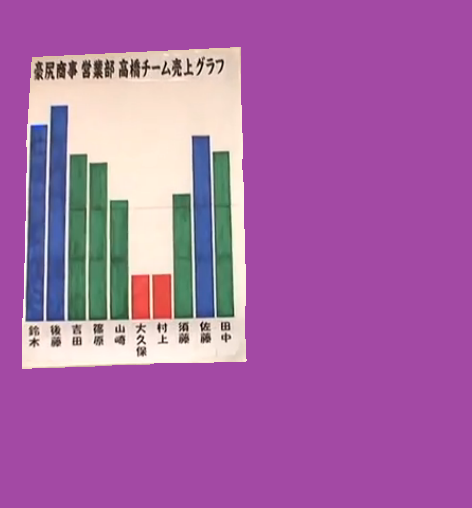 豪尻商事 営業部 高橋チーム売上グラフ
鈴木
後藤
吉田
篠原
山崎
大久保
村上
須藤
佐藤
田中